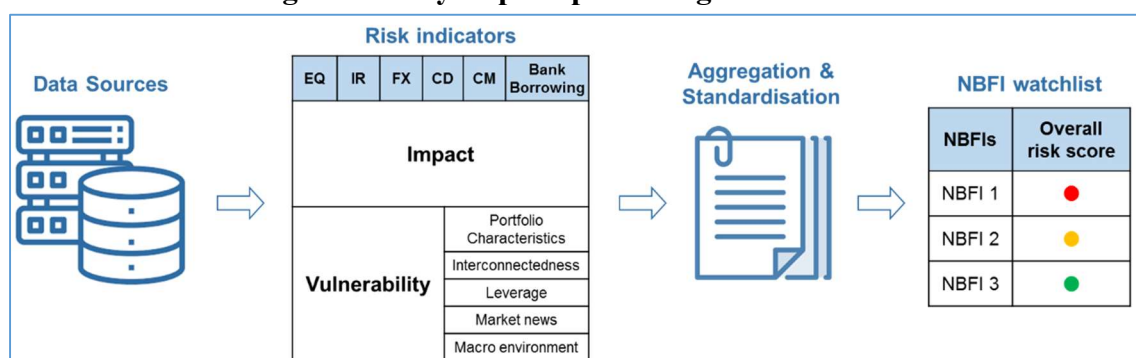 Risk indicators
Data Sources
EQ IR FX CD CM Bank
Borrowing
Impact
Vulnerability
Portfolio
Characteristics
Interconnectedness
Leverage
Market news
Macro environment
Aggregation &
Standardisation
NBFI watchlist
NBFIs Overall
risk score
NBFI 1
NBFI 2
NBFI 3